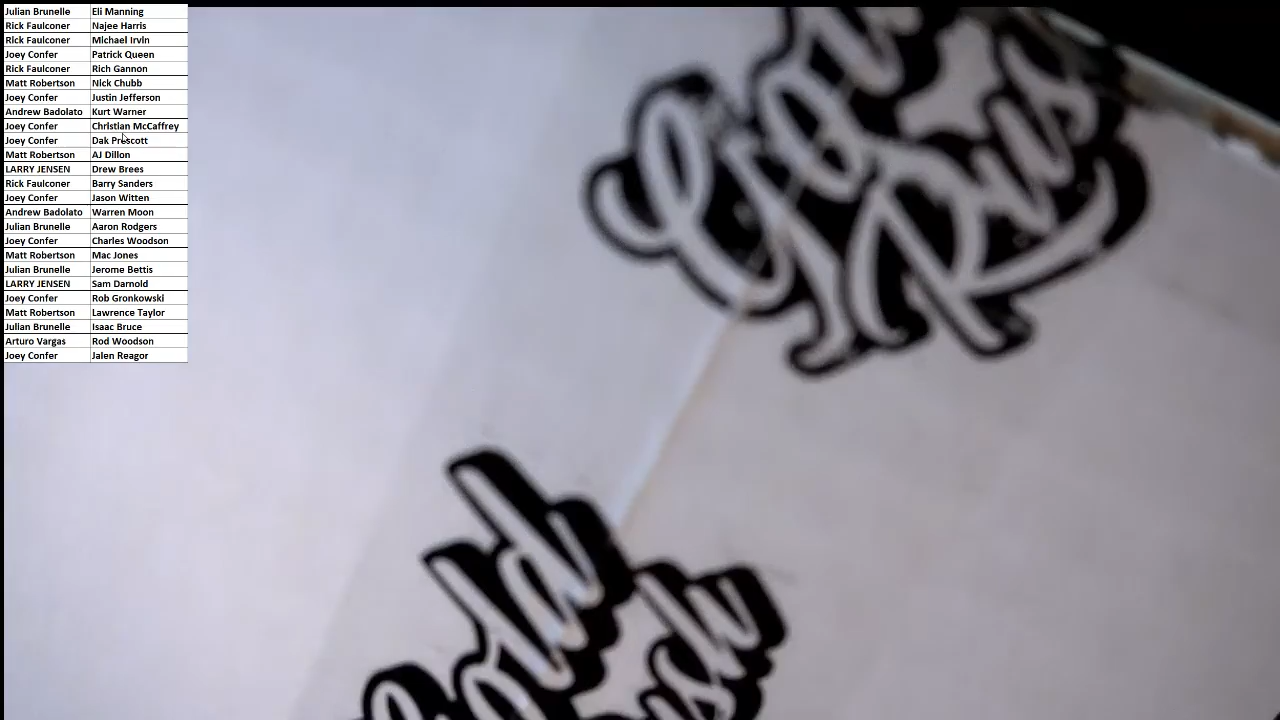 Julian Brunelle Eli Manning
Rick Faulconer Najee Harris
Rick Faulconer Michael Irvin
Joey Confer Patrick Queen
Rick Faulconer Rich Gannon
Matt Robertson Nick Chubb
Joey Confer Justin Jefferson
Andrew Badolato Kurt Warner
Joey Confer Christian McCaffrey
Joey Confer Dak Prescott
Matt Robertson AJ Dillon
LARRY JENSEN Drew Brees
Rick Faulconer Barry Sanders
Joey Confer Jason Witten
Andrew Badolato Warren Moon
Julian Brunelle Aaron Rodgers
Joey Confer Charles Woodson
Matt Robertson Mac Jones
Julian Brunelle Jerome Bettis
LARRY JENSEN Sam Darnold
Joey Confer Rob Gronkowski
Matt Robertson Lawrence Taylor
Julian Brunelle Isaac Bruce
Arturo Vargas Rod Woodson
Joey Confer Jalen Reagor
Gold
Rush
Gold
Rush